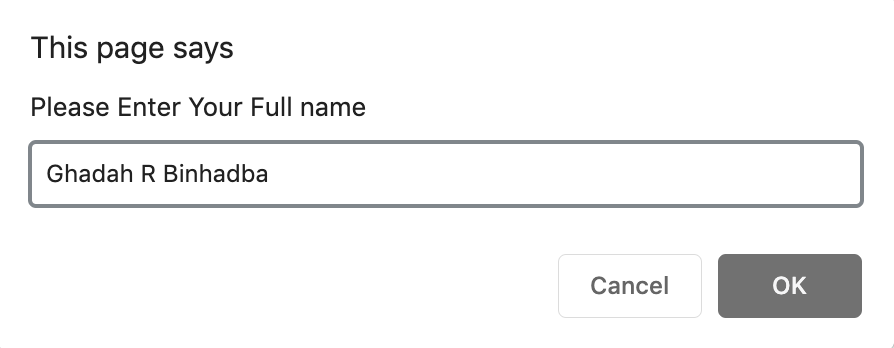 This page says
Please Enter Your Full name
Ghadah R Binhadba
Cancel OK